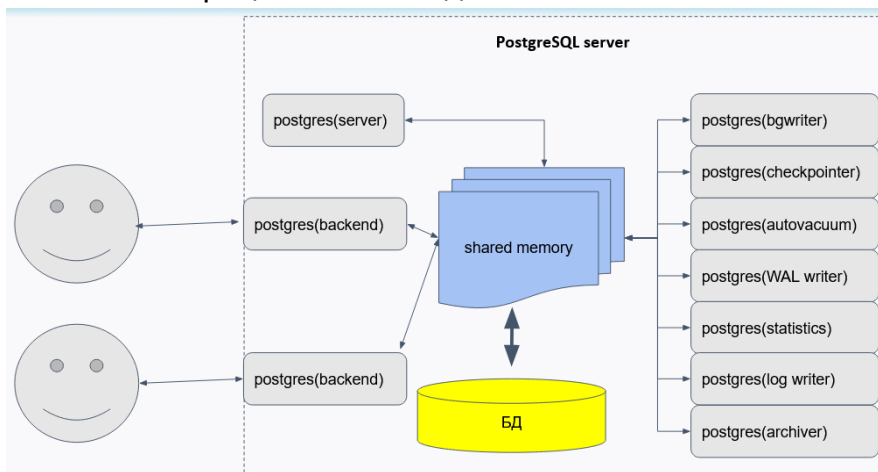 PostgreSQL server
postgres(server)
postgres(backend)
postgres(backend)
shared memory
БД
postgres(bgwriter)
postgres(checkpointer)
postgres(autovacuum)
postgres(WAL writer)
postgres(statistics)
postgres(log writer)
postgres(archiver)